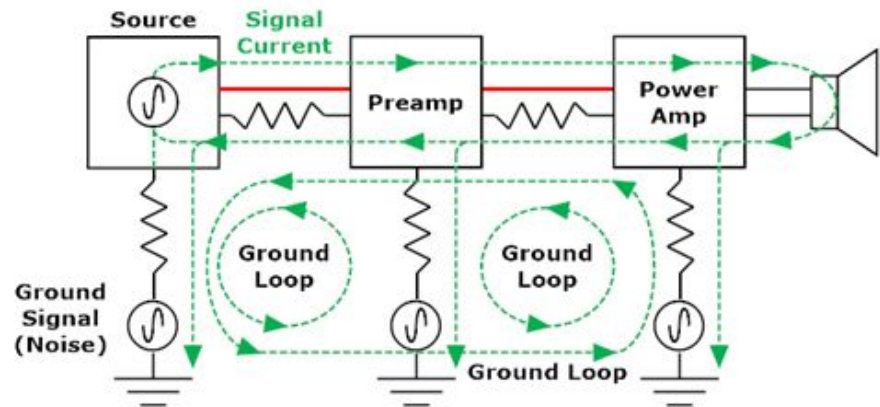 Source
Signal
Current
Preamp
Power
Amp
Ground
Loop
Ground
Loop
Ground
Signal
(Noise)
Ground Loop